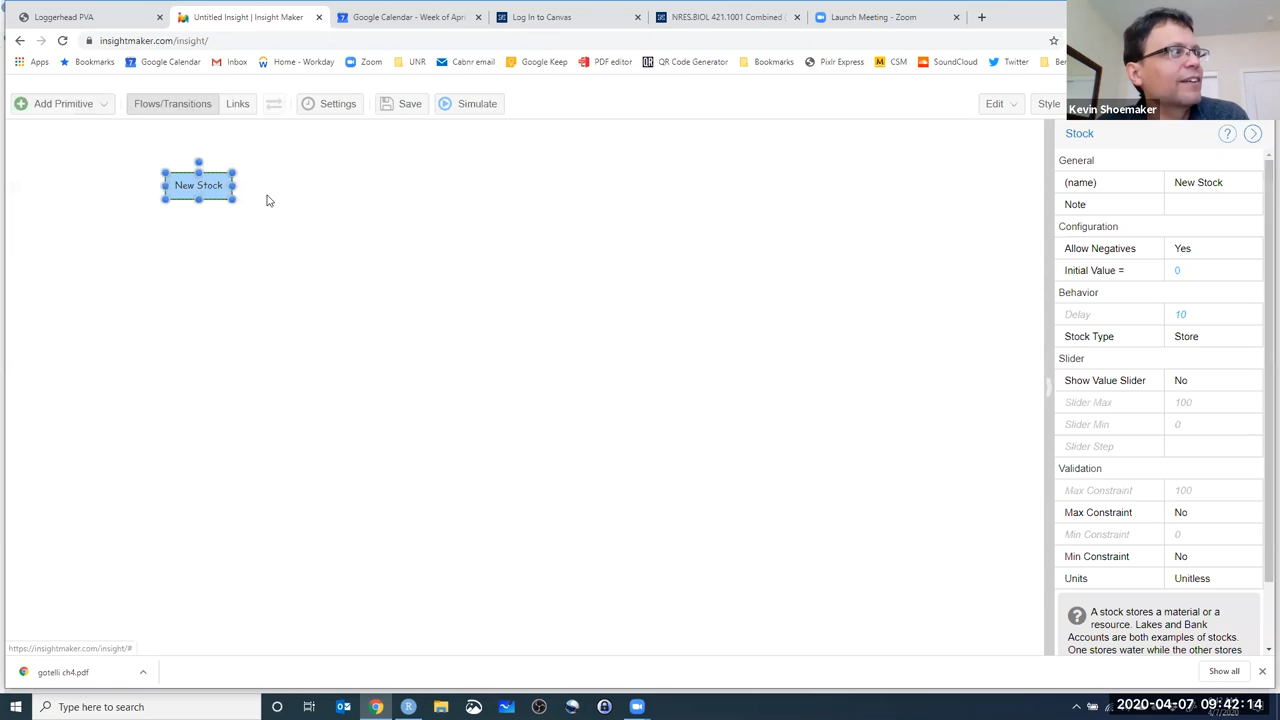 Loggerhead PVA
Untitled Insight | Insight Maker
Google Calendar - Week of Apri
Log In to Canvas
NRES.BIOL 421.1001 Combined (
Launch Meeting - Zoom
insightmaker.com/insight/
Apps
Bookmarks
Google Calendar
Inbox
Home - Workday
Zoom
UNR
Cabnr email
Google Keep
PDF editor
QR Code Generator
Bookmarks
Pixlr Express
CSM
SoundCloud
Twitter
Ber
Kevin Shoemaker
Add Primitive
Flows/Transitions
Links
Settings
Save
Simulate
Edit
Style
New Stock
Stock
General
(name) New Stock
Note
Configuration
Allow Negatives Yes
Initial Value = 0
Behavior
Delay 10
Stock Type Store
Slider
Show Value Slider No
Slider Max 100
Slider Min 0
Slider Step
Validation
Max Constraint 100
Max Constraint No
Min Constraint 0
Min Constraint No
Units Unitless
A stock stores a material or a
resource. Lakes and Bank
Accounts are both examples of stocks.
One stores water while the other stores
https://insightmaker.com/insight/#
gotelli ch4.pdf
Show all
Type here to search
2020-04-07 09:42:14